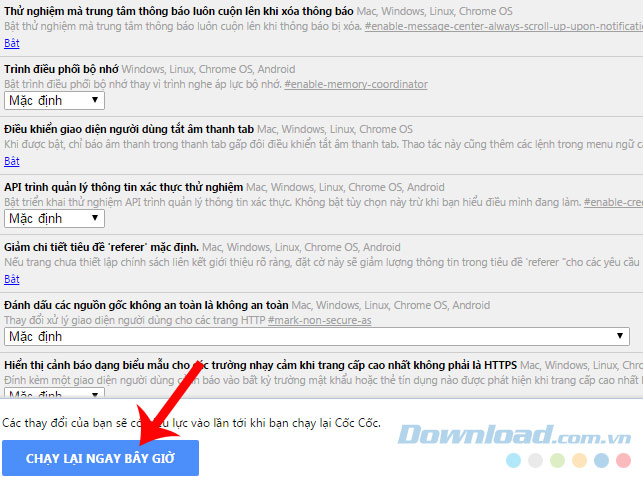 Thử nghiệm mà trung tâm thông báo luôn cuộn lên khi xóa thông báo Mac, Windows, Linux, Chrome OS
Bật thử nghiệm mà trung tâm thông báo luôn cuộn lên khi thông báo bị xóa. #enable-message-center-always-scroll-up-upon-notificatio
Bật
Trình điều phối bộ nhớ Windows, Linux, Chrome OS, Android
Bật trình điều phối bộ nhớ thay vì trình nghe áp lực bộ nhớ. #enable-memory-coordinator
Mặc định
Điều khiển giao diện người dùng tắt âm thanh tab Mac, Windows, Linux, Chrome OS
Khi được bật, chỉ báo âm thanh trong thanh tab gấp đôi điều khiển tắt âm thanh tab. Thao tác này cũng thêm các lệnh trong menu ngữ cả
Bật
API trình quản lý thông tin xác thực thử nghiệm Mac, Windows, Linux, Chrome OS, Android
Bật triển khai thử nghiệm API trình quản lý thông tin xác thực. Không bật tùy chọn này trừ khi bạn hiểu điều mình đang làm. #enable-cred
Mặc định
Giảm chi tiết tiêu đề 'referer' mặc định. Mac, Windows, Linux, Chrome OS, Android
Nếu trang chưa thiết lập chính sách liên kết giới thiệu rõ ràng, đặt cờ này sẽ giảm lượng thông tin trong tiêu đề 'referer "cho các yêu cầu
Bật
Đánh dấu các nguồn gốc không an toàn là không an toàn Mac, Windows, Linux, Chrome OS, Android
Thay đổi xử lý giao diện người dùng cho các trang HTTP #mark-non-secure-as
Mặc định
Hiển thị cảnh báo dạng biểu mẫu cho các trường nhạy cảm khi trang cấp cao nhất không phải là HTTPS Mac, Windows, Linux, Chro
Đính kèm một giao diện người dùng cảnh báo vào bất kỳ trường mật khẩu hoặc thẻ tín dụng nào được phát hiện khi trang cấp cao nhất
Mặc định
Các thay đổi của bạn sẽ có hiệu lực vào lần tới khi bạn chạy lại Cốc Cốc.
CHẠY LẠI NGAY BÂY GIỜ
Download.com.vn